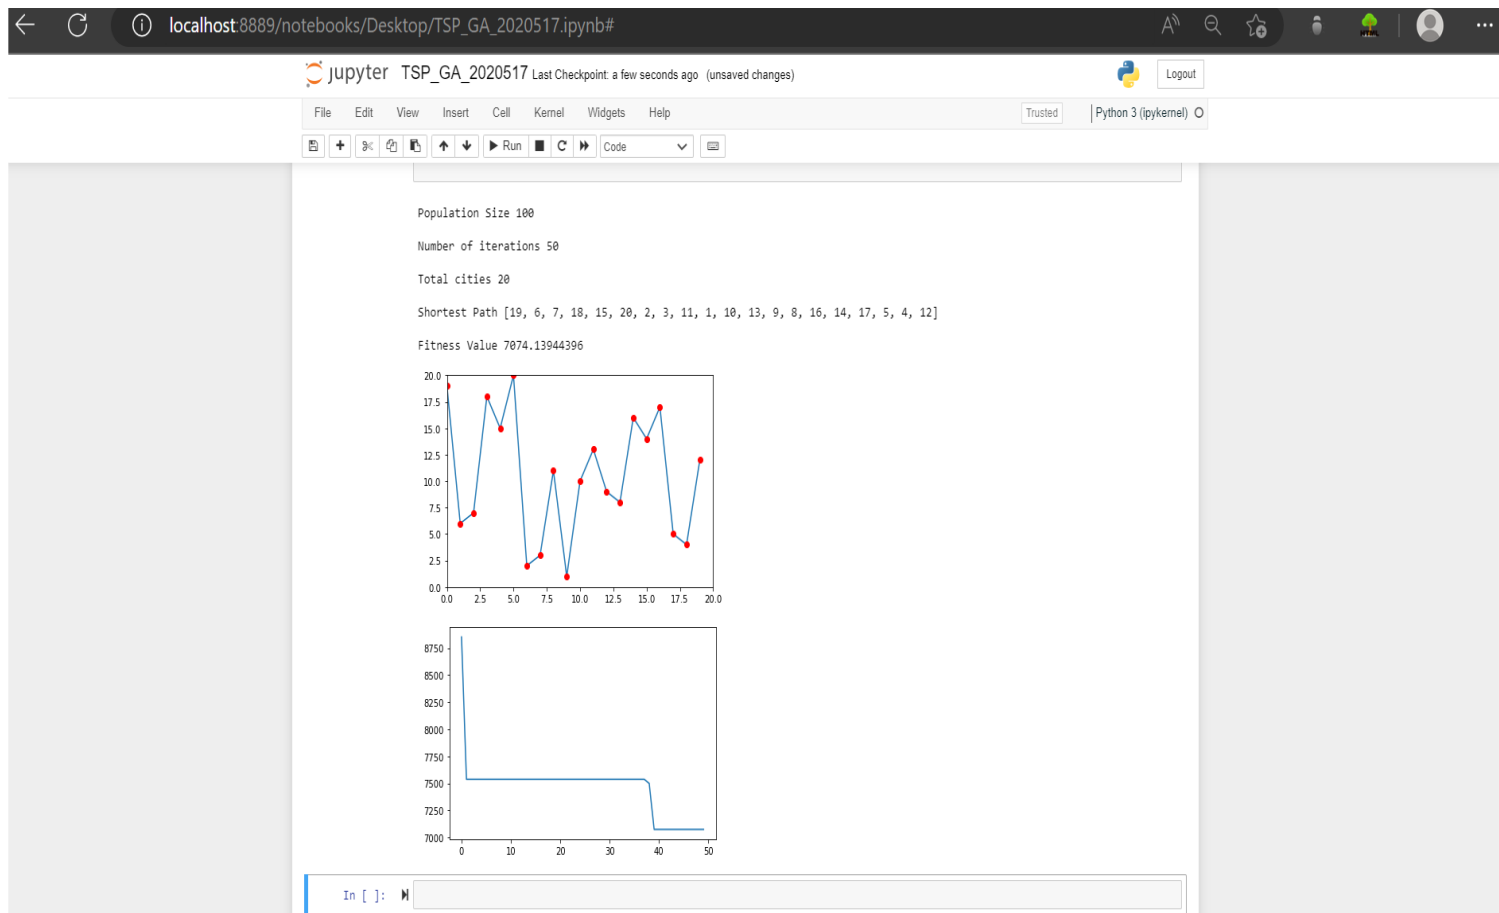 localhost:8889/notebooks/Desktop/TSP_GA_2020517.ipynb#
jupyter TSP_GA_2020517 Last Checkpoint: a few seconds ago (unsaved changes) Logout
File Edit View Insert Cell Kernel Widgets Help Trusted Python 3 (ipykernel)
Run Code
Population Size 100
Number of iterations 50
Total cities 20
Shortest Path [19, 6, 7, 18, 15, 20, 2, 3, 11, 1, 10, 13, 9, 8, 16, 14, 17, 5, 4, 12]
Fitness Value 7074.13944396
20.0
17.5
15.0
12.5
10.0
7.5
5.0
2.5
0.0
0.0 2.5 5.0 7.5 10.0 12.5 15.0 17.5 20.0
8750
8500
8250
8000
7750
7500
7250
7000
0 10 20 30 40 50
In [ ]: